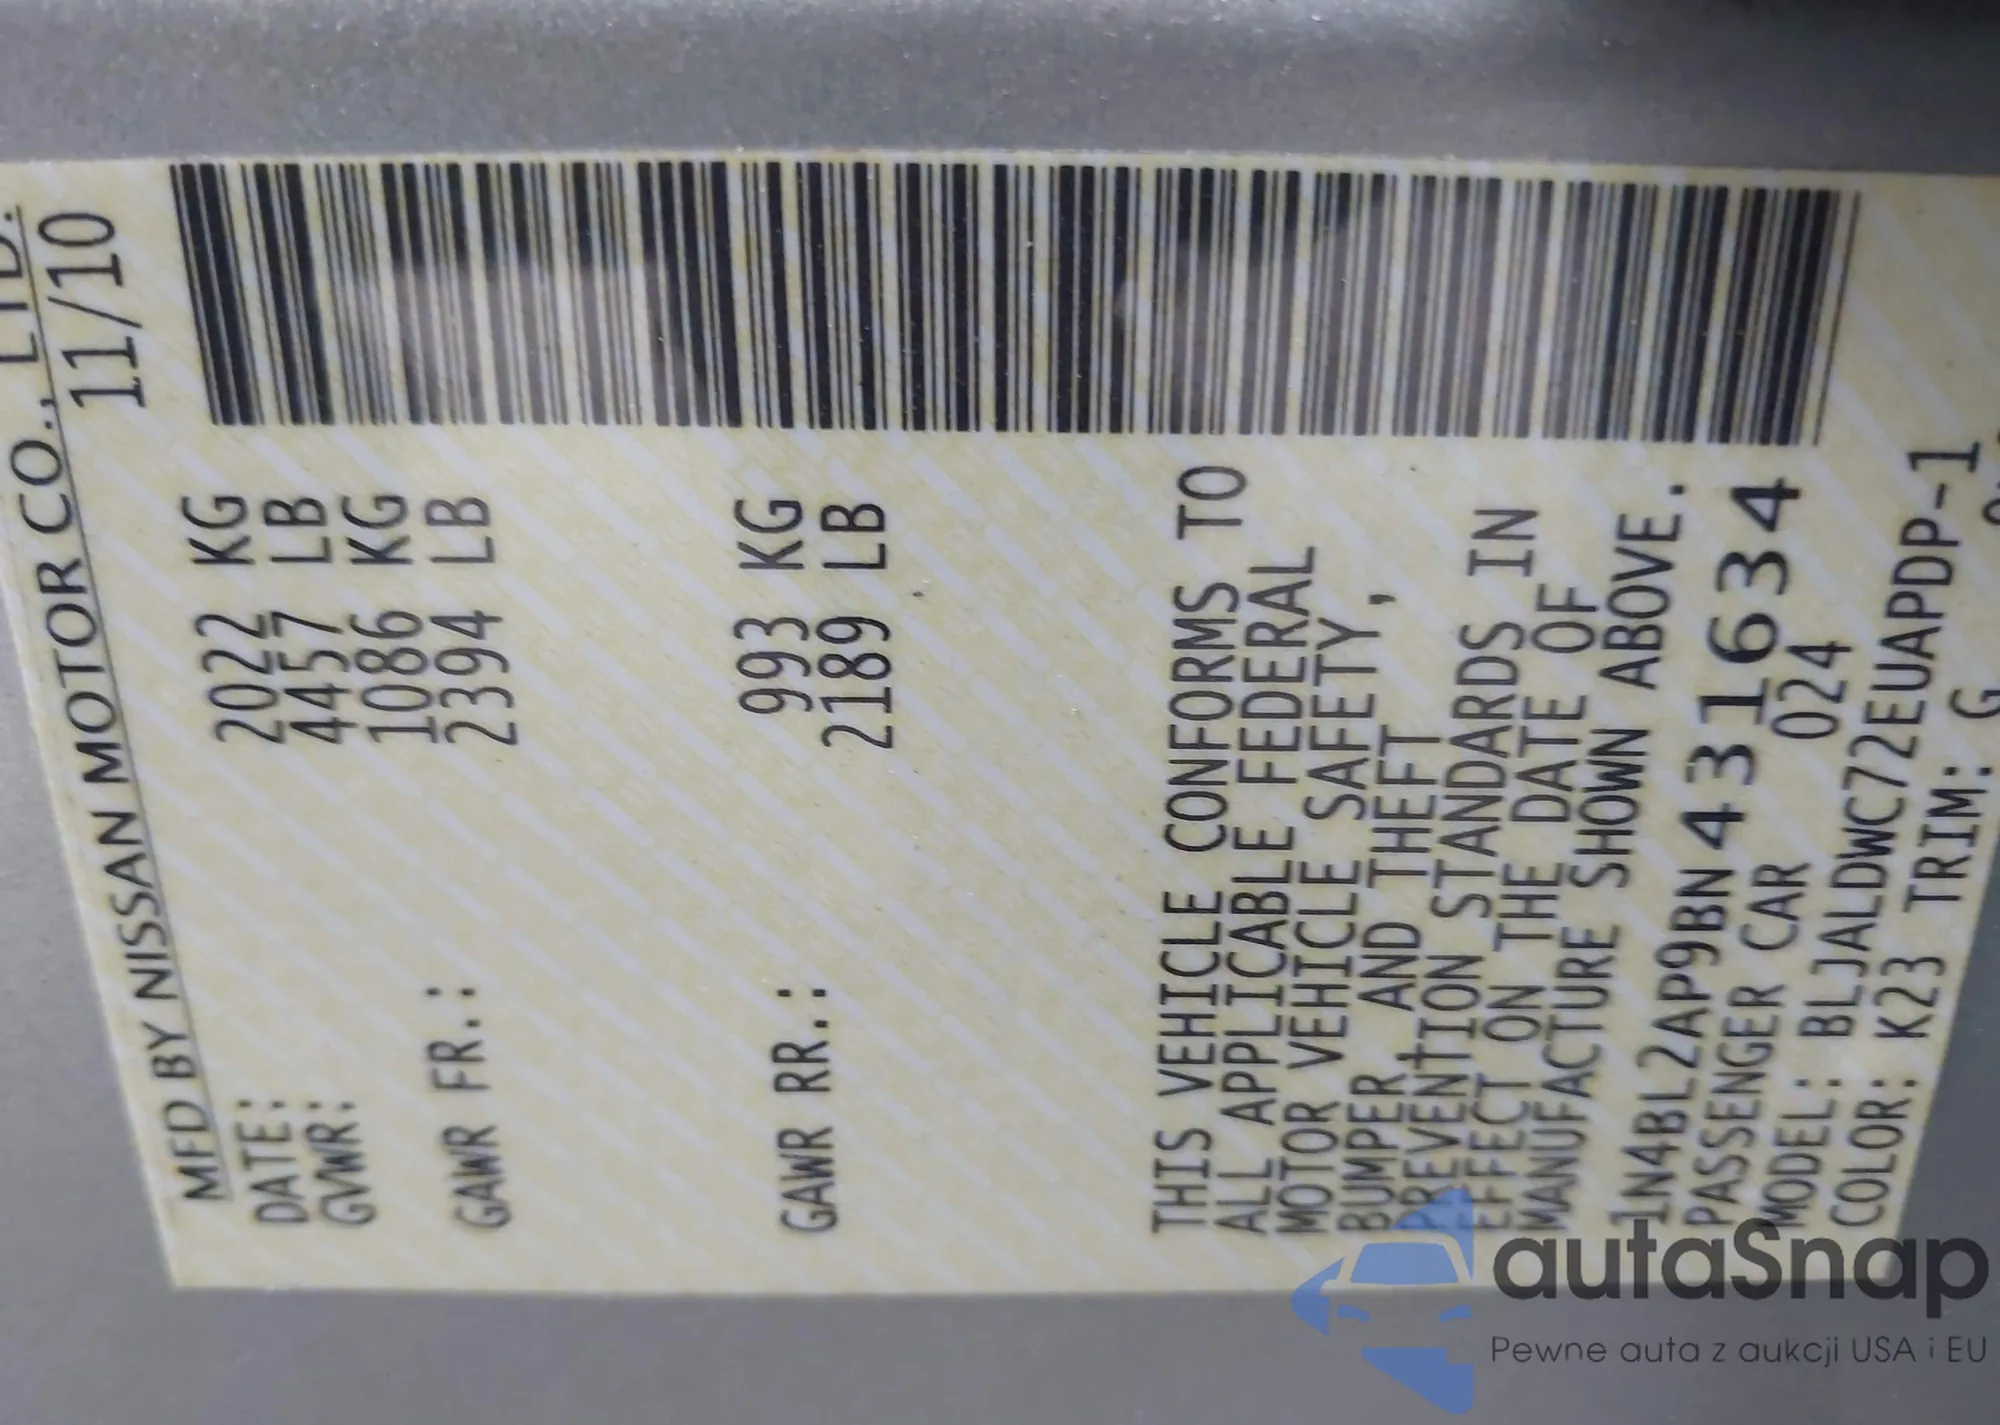 MFD BY NISSAN MOTOR CO., LTD.
DATE: 11/10
GVWR: 2022 KG
4457 LB
GAWR FR.: 1086 KG
2394 LB
GAWR RR.: 993 KG
2189 LB
THIS VEHICLE CONFORMS TO
ALL APPLICABLE FEDERAL
MOTOR VEHICLE SAFETY,
BUMPER AND THEFT
PREVENTION STANDARDS IN
EFFECT ON THE DATE OF
MANUFACTURE SHOWN ABOVE.
1N4BL2AP9BN431634
PASSENGER CAR 024
MODEL: BLJALDWC72EUAPDP-1
COLOR: K23 TRIM: G
autaSnap
Pewne auta z aukcji USA i EU